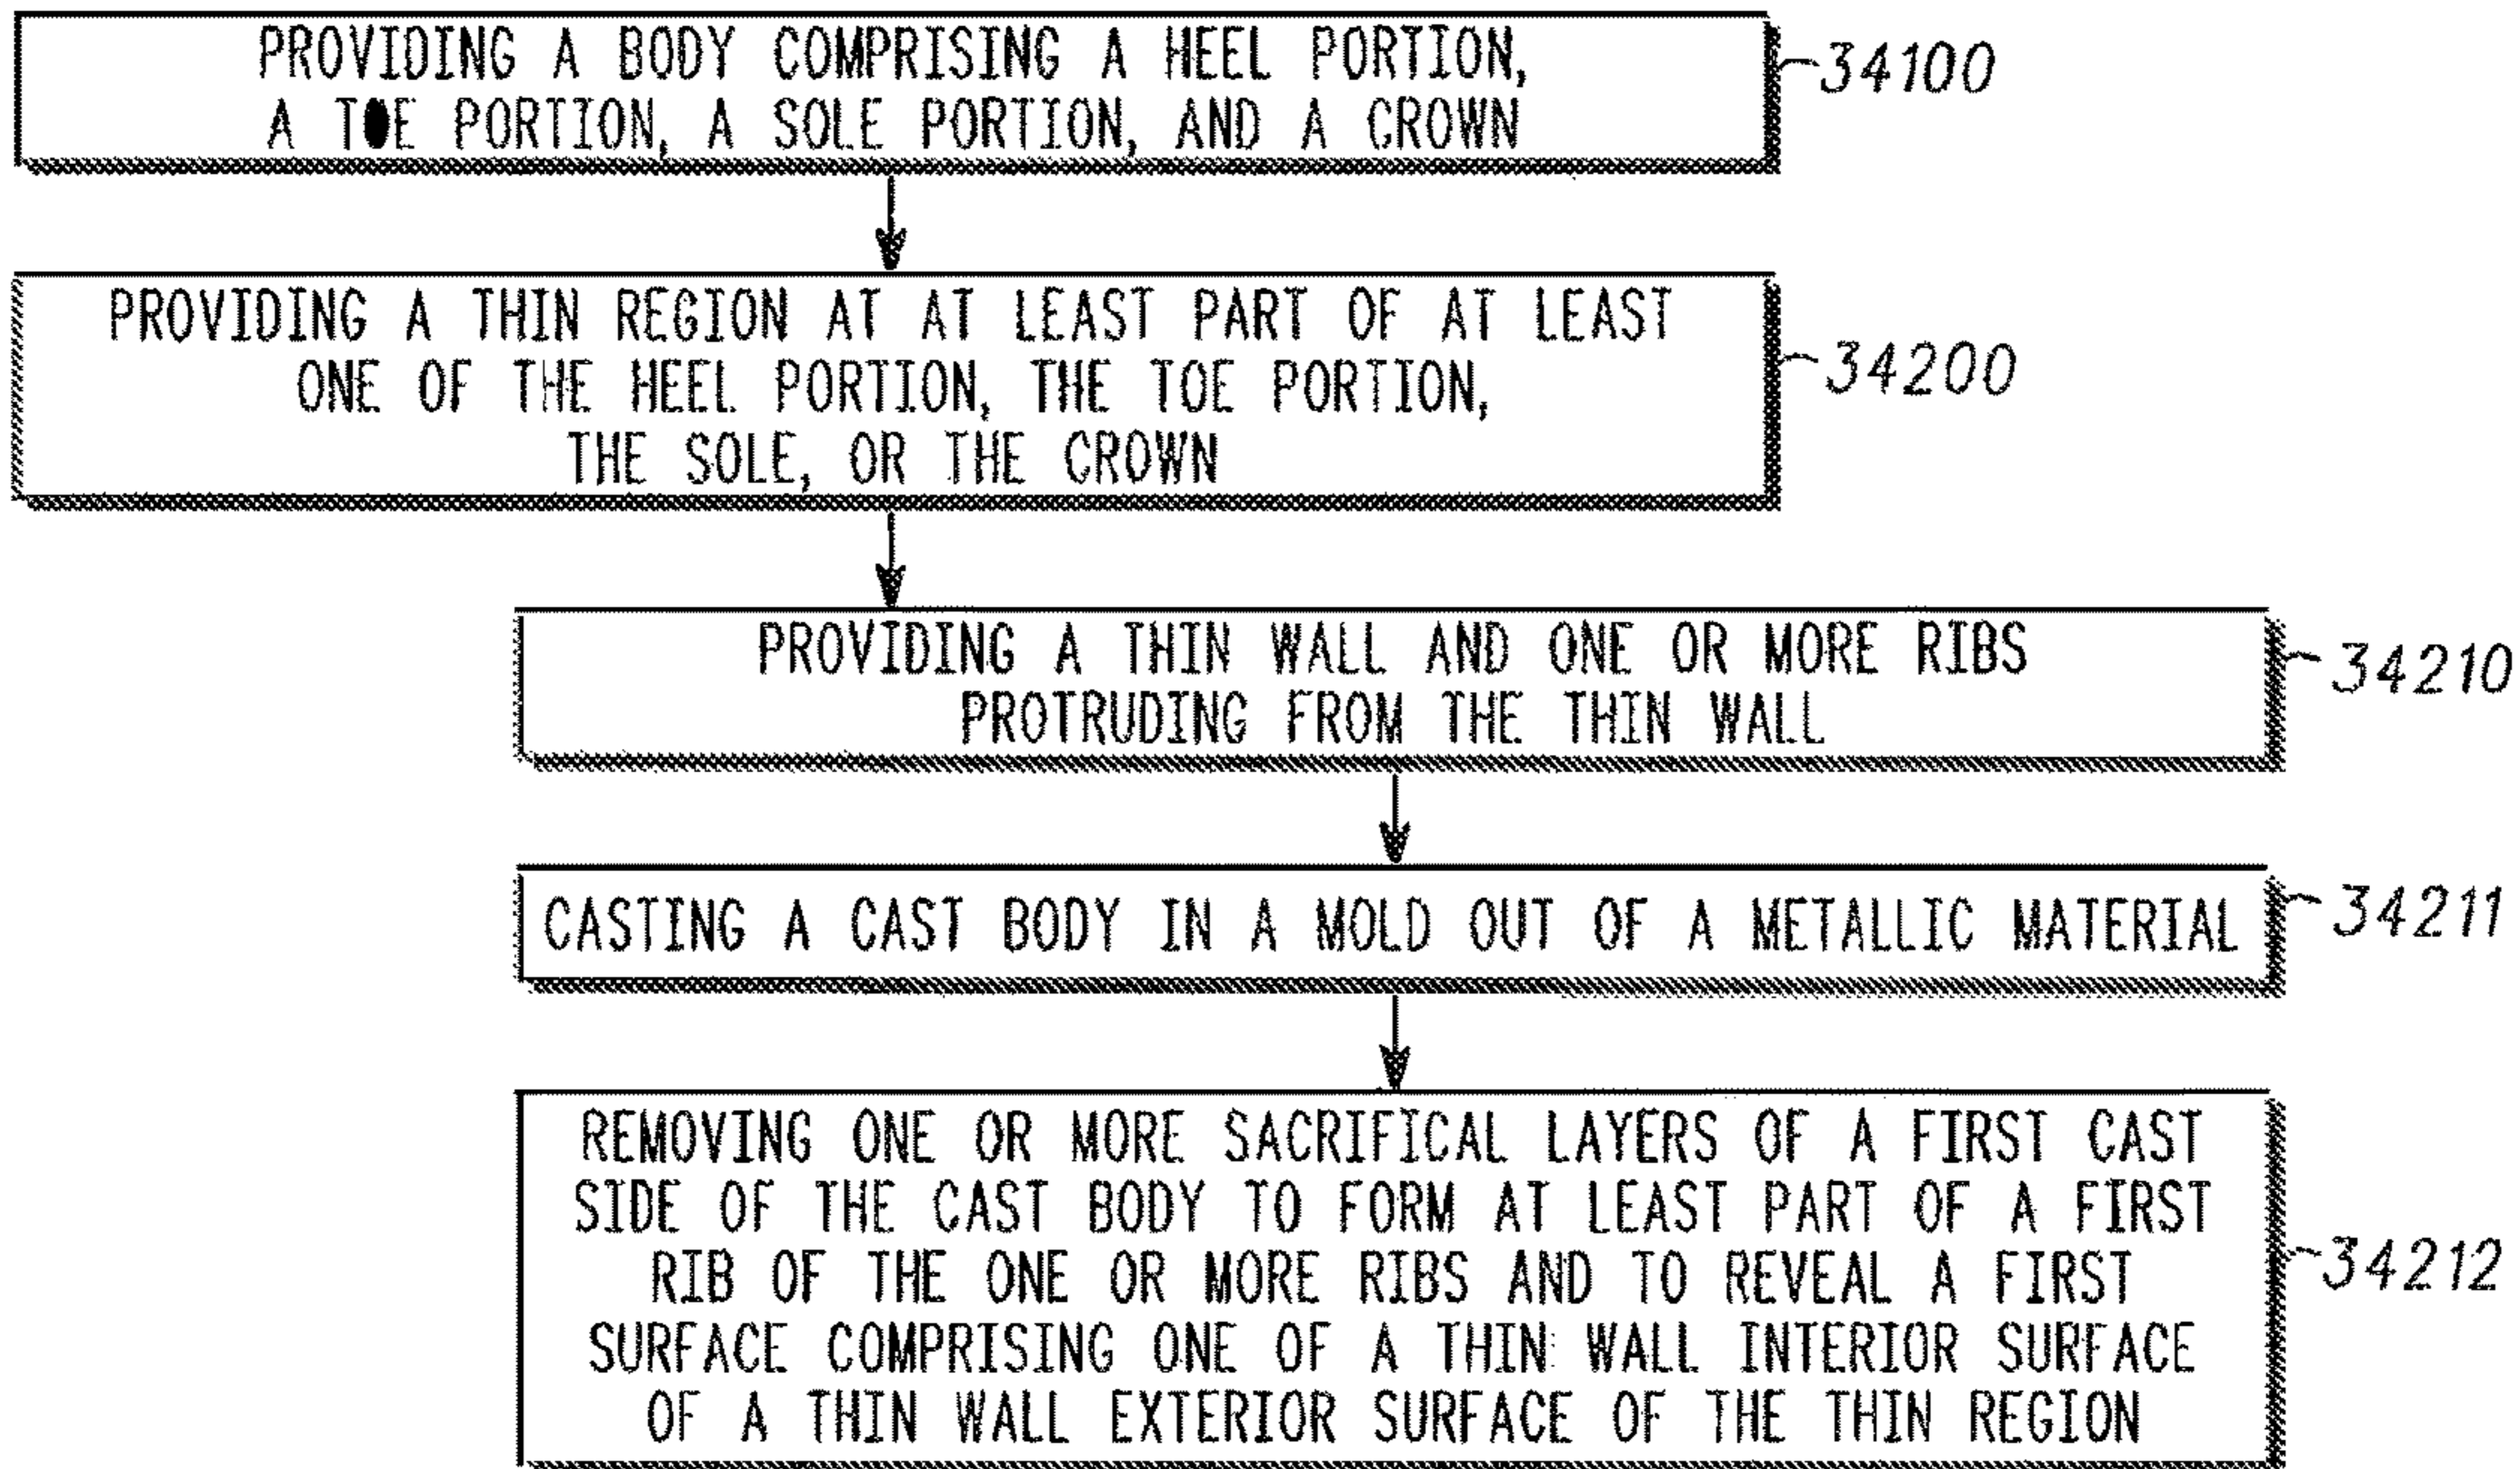 PROVIDING A BODY COMPRISING A HEEL PORTION,
A TOE PORTION, A SOLE PORTION, AND A CROWN
34100
PROVIDING A THIN REGION AT AT LEAST PART OF AT LEAST
ONE OF THE HEEL PORTION, THE TOE PORTION,
THE SOLE, OR THE CROWN
34200
PROVIDING A THIN WALL AND ONE OR MORE RIBS
PROTRUDING FROM THE THIN WALL
34210
CASTING A CAST BODY IN A MOLD OUT OF A METALLIC MATERIAL
34211
REMOVING ONE OR MORE SACRIFICAL LAYERS OF A FIRST CAST
SIDE OF THE CAST BODY TO FORM AT LEAST PART OF A FIRST
RIB OF THE ONE OR MORE RIBS AND TO REVEAL A FIRST
SURFACE COMPRISING ONE OF A THIN WALL INTERIOR SURFACE
OF A THIN WALL EXTERIOR SURFACE OF THE THIN REGION
34212